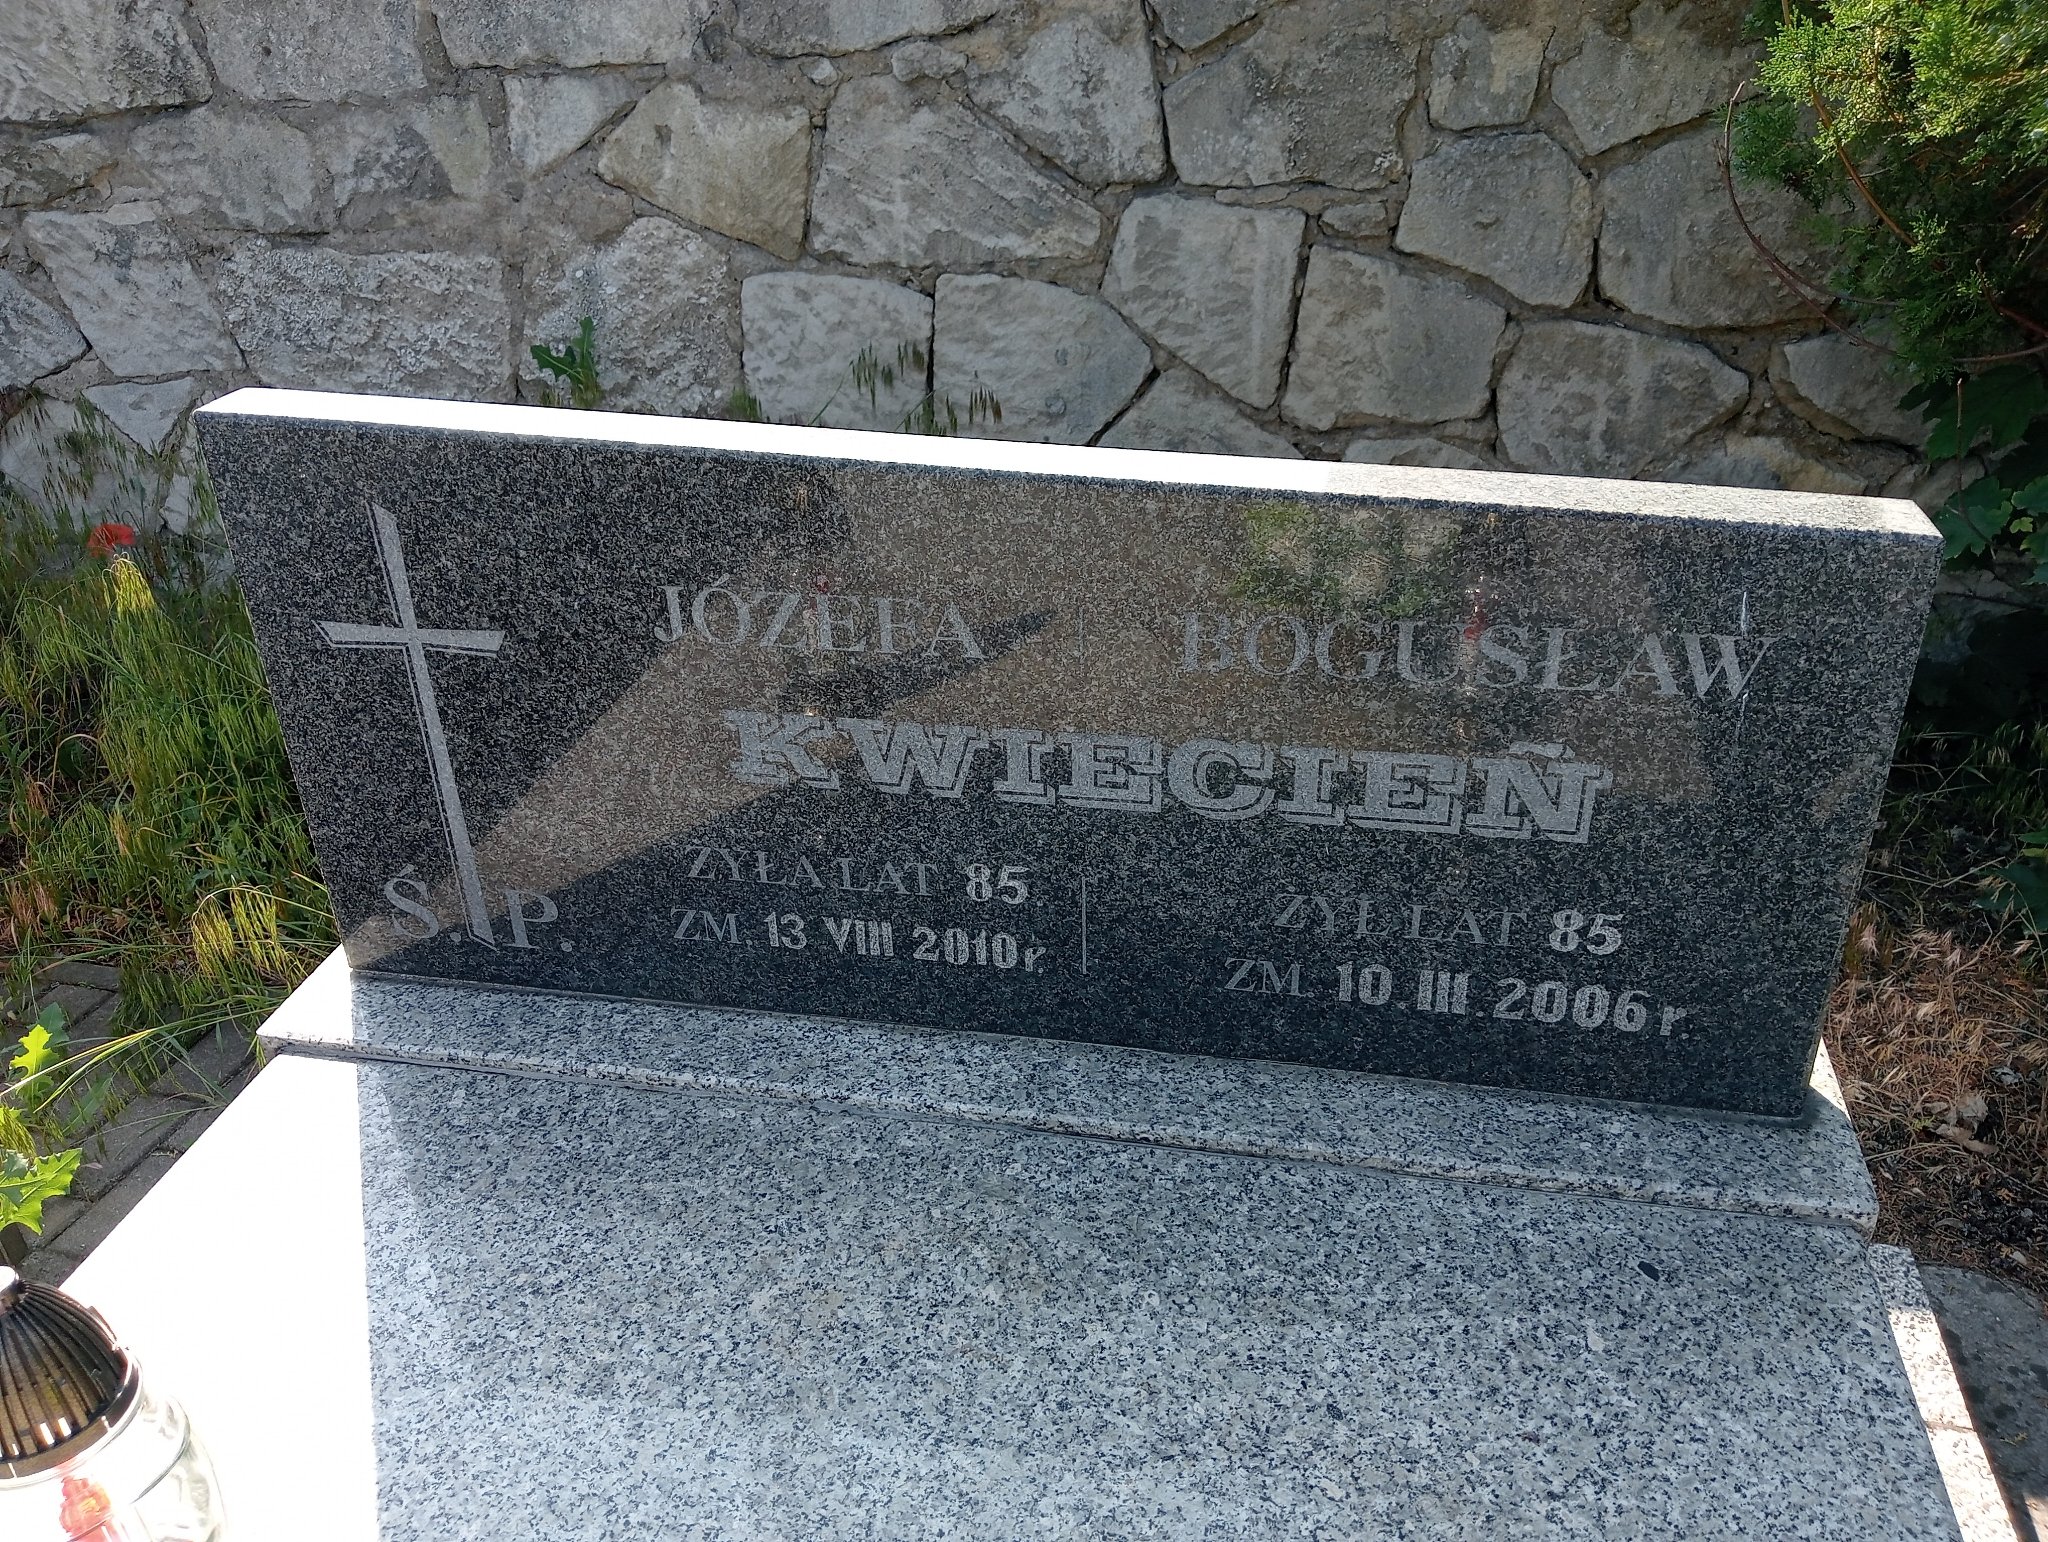 JÓZEFA | BOGUSŁAW
KWIECIEŃ
Ś. P.
ŻYŁA LAT 85.
ZM. 13 VIII 2010 r.
ŻYŁ LAT 85
ZM. 10.III.2006 r.